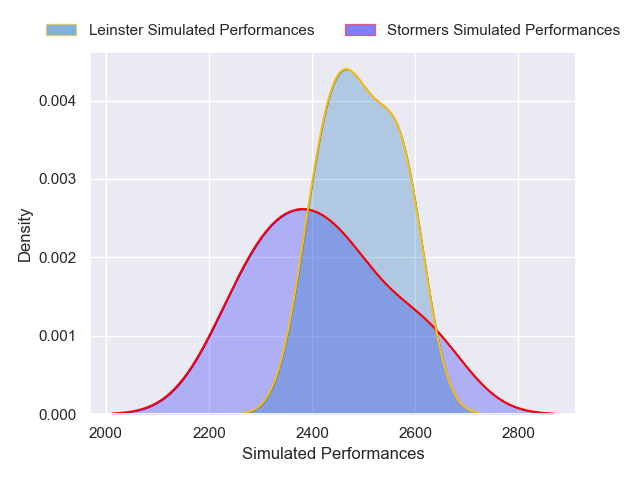 Leinster Simulated Performances Stormers Simulated Performances
0.004
0.003
0.002
0.001
0.000
Density
2000 2200 2400 2600 2800
Simulated Performances